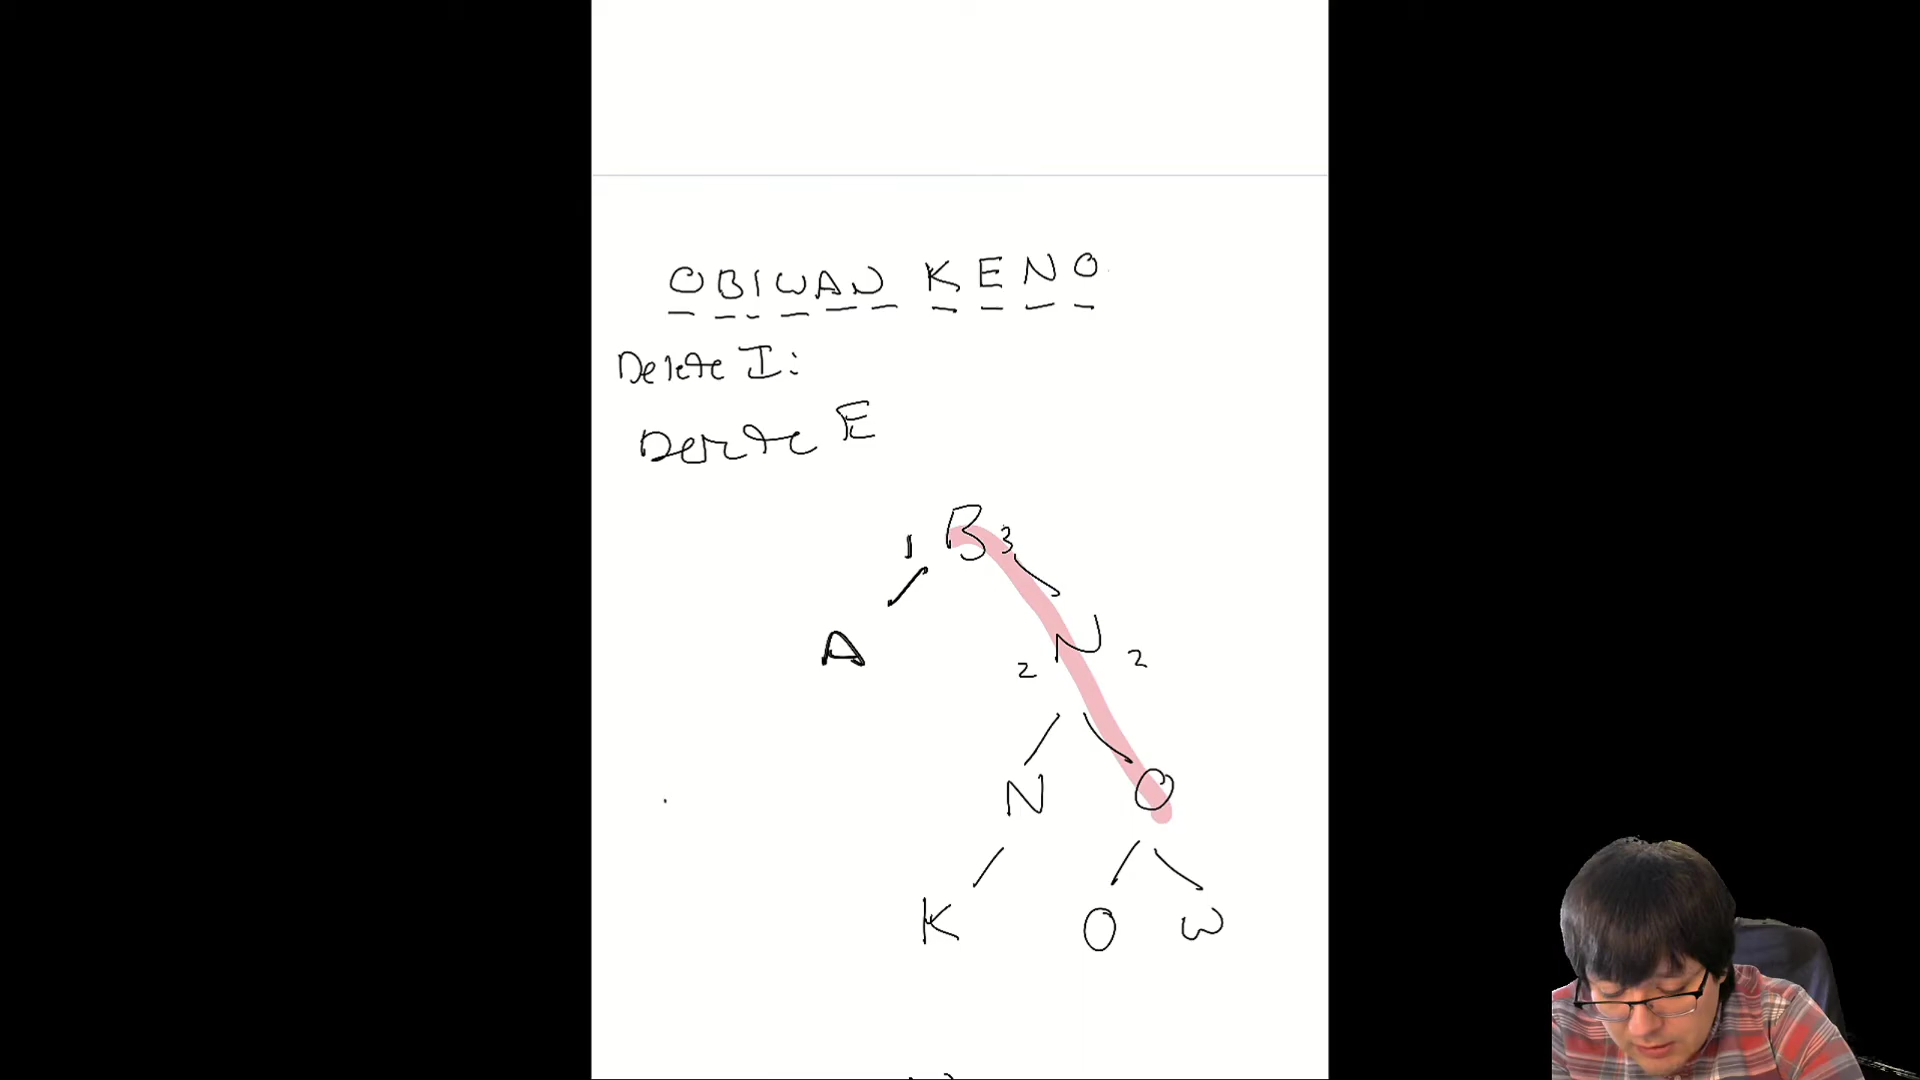 OBIWAN KENO
Delete I:
Delete E
1 B 3
A
2 N 2
N O
K O W